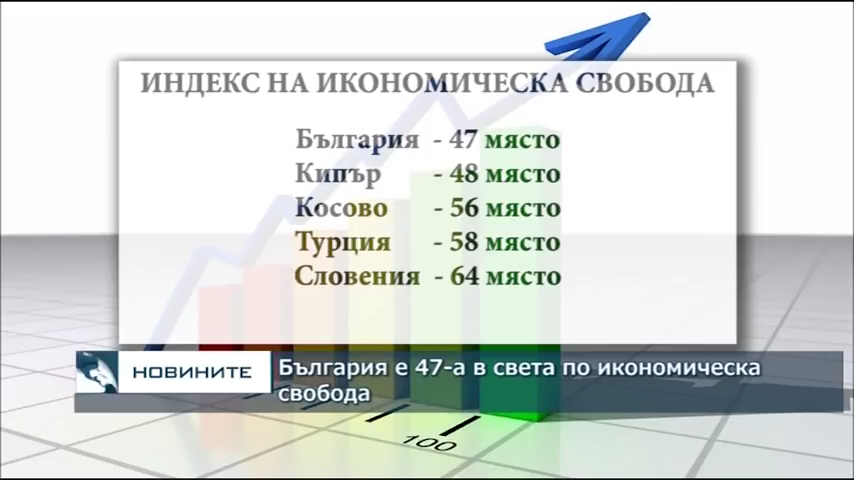 ИНДЕКС НА ИКОНОМИЧЕСКА СВОБОДА
България - 47 място
Кипър - 48 място
Косово - 56 място
Турция - 58 място
Словения - 64 място
НОВИНИТЕ
България е 47-а в света по икономическа
свобода
100